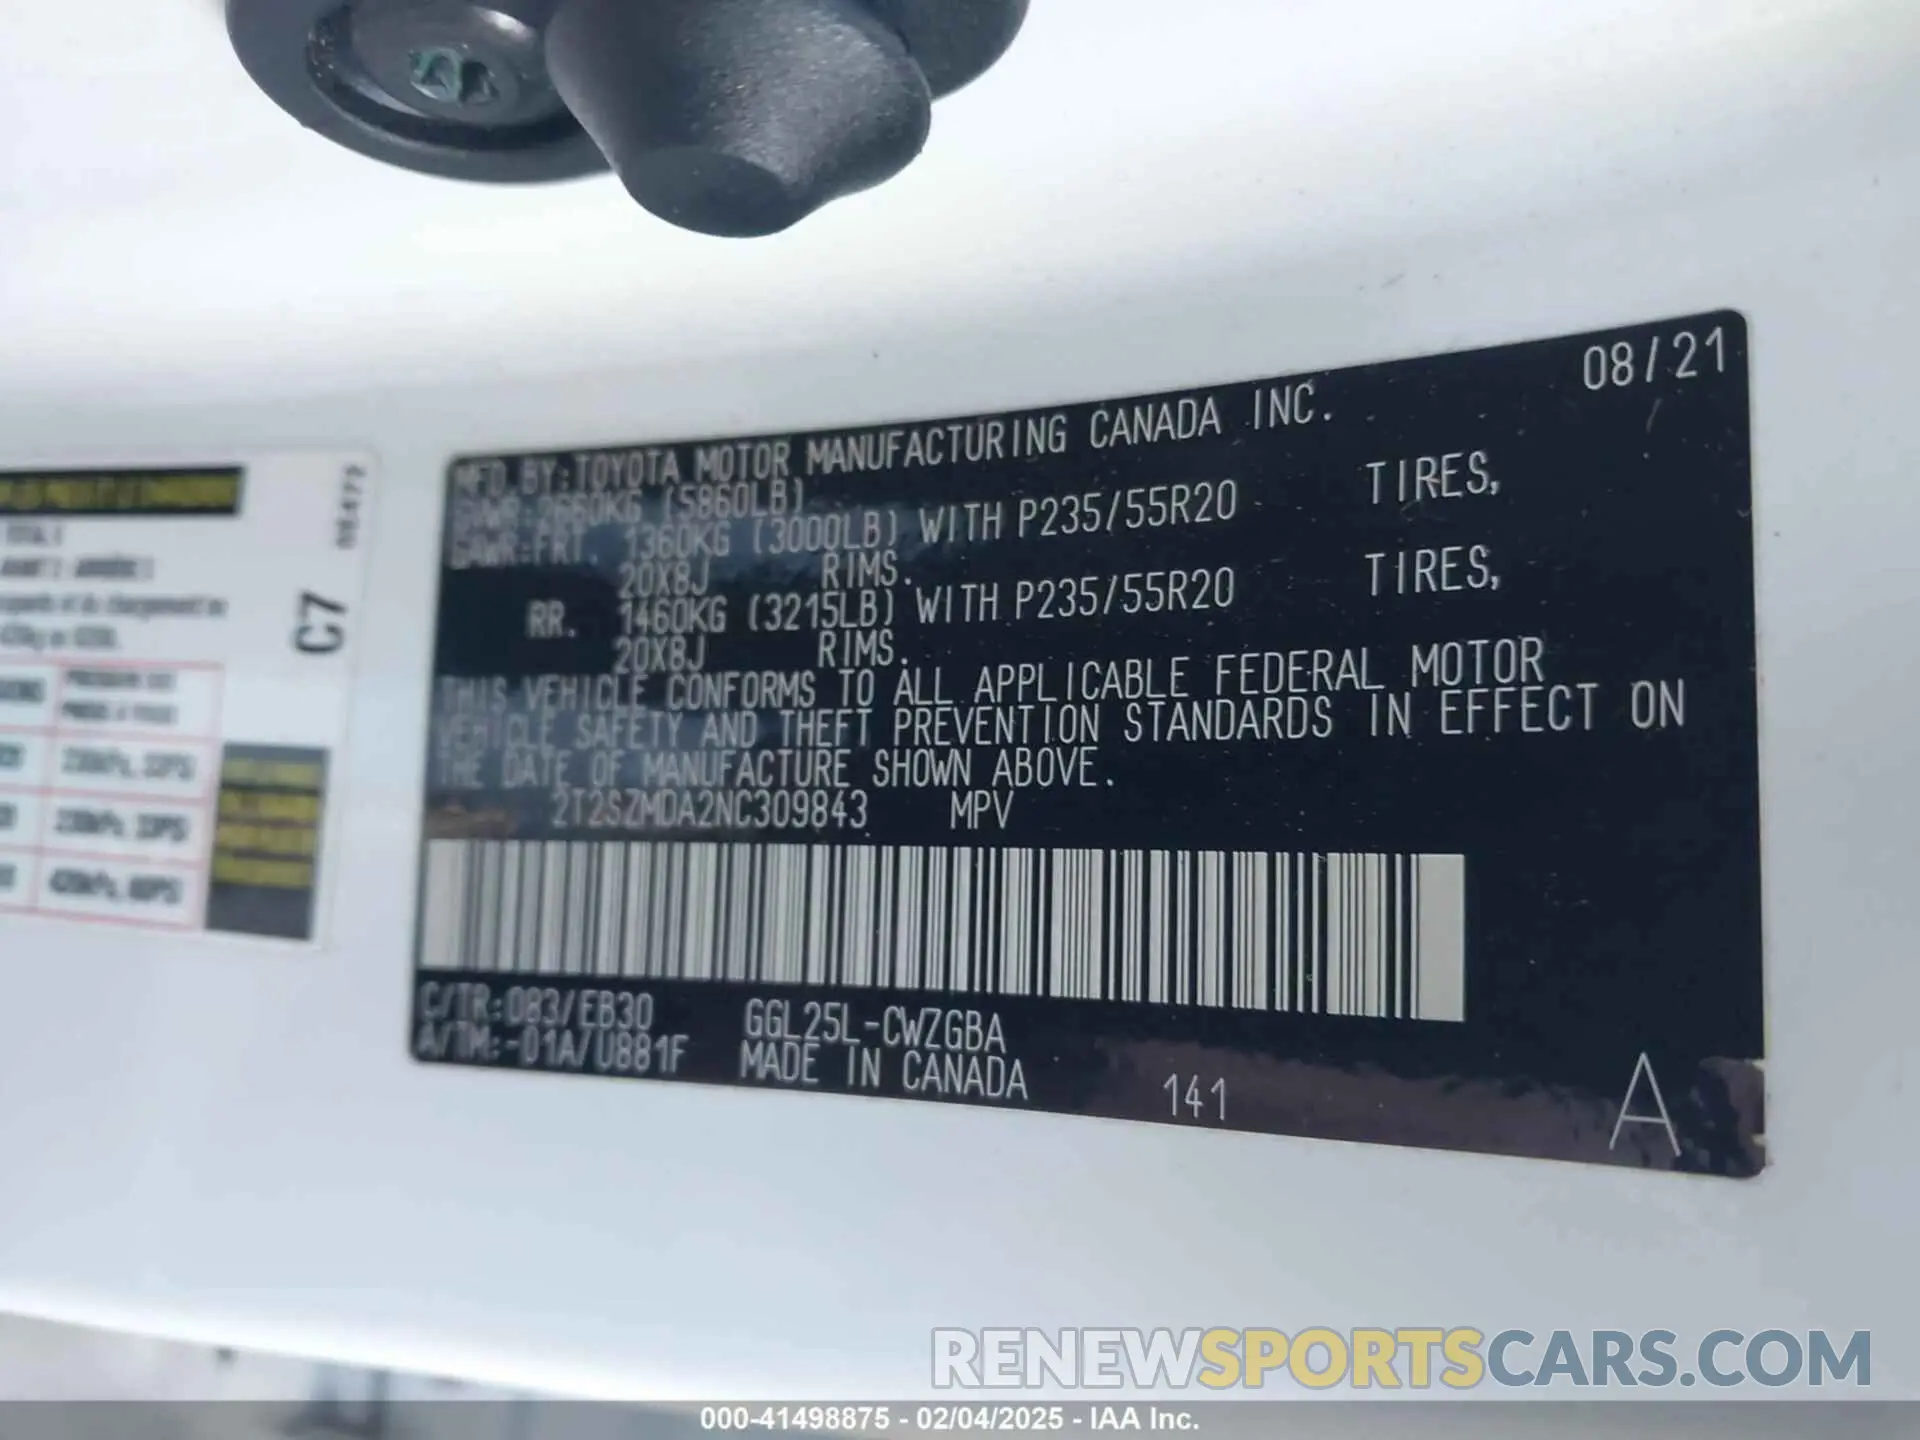 08/21
MFD BY:TOYOTA MOTOR MANUFACTURING CANADA INC.
GVWR:2660KG (5860LB)
GAWR:FRT. 1360KG (3000LB) WITH P235/55R20 TIRES,
20X8J RIMS.
RR. 1460KG (3215LB) WITH P235/55R20 TIRES,
20X8J RIMS.
THIS VEHICLE CONFORMS TO ALL APPLICABLE FEDERAL MOTOR
VEHICLE SAFETY AND THEFT PREVENTION STANDARDS IN EFFECT ON
THE DATE OF MANUFACTURE SHOWN ABOVE.
2T2SZMDA2NC309843 MPV
C/TR:083/EB30 GGL25L-CWZGBA
A/TM:-01A/U881F MADE IN CANADA
141
A
C7
RENEWSPORTSCARS.COM
000-41498875 - 02/04/2025 - IAA Inc.